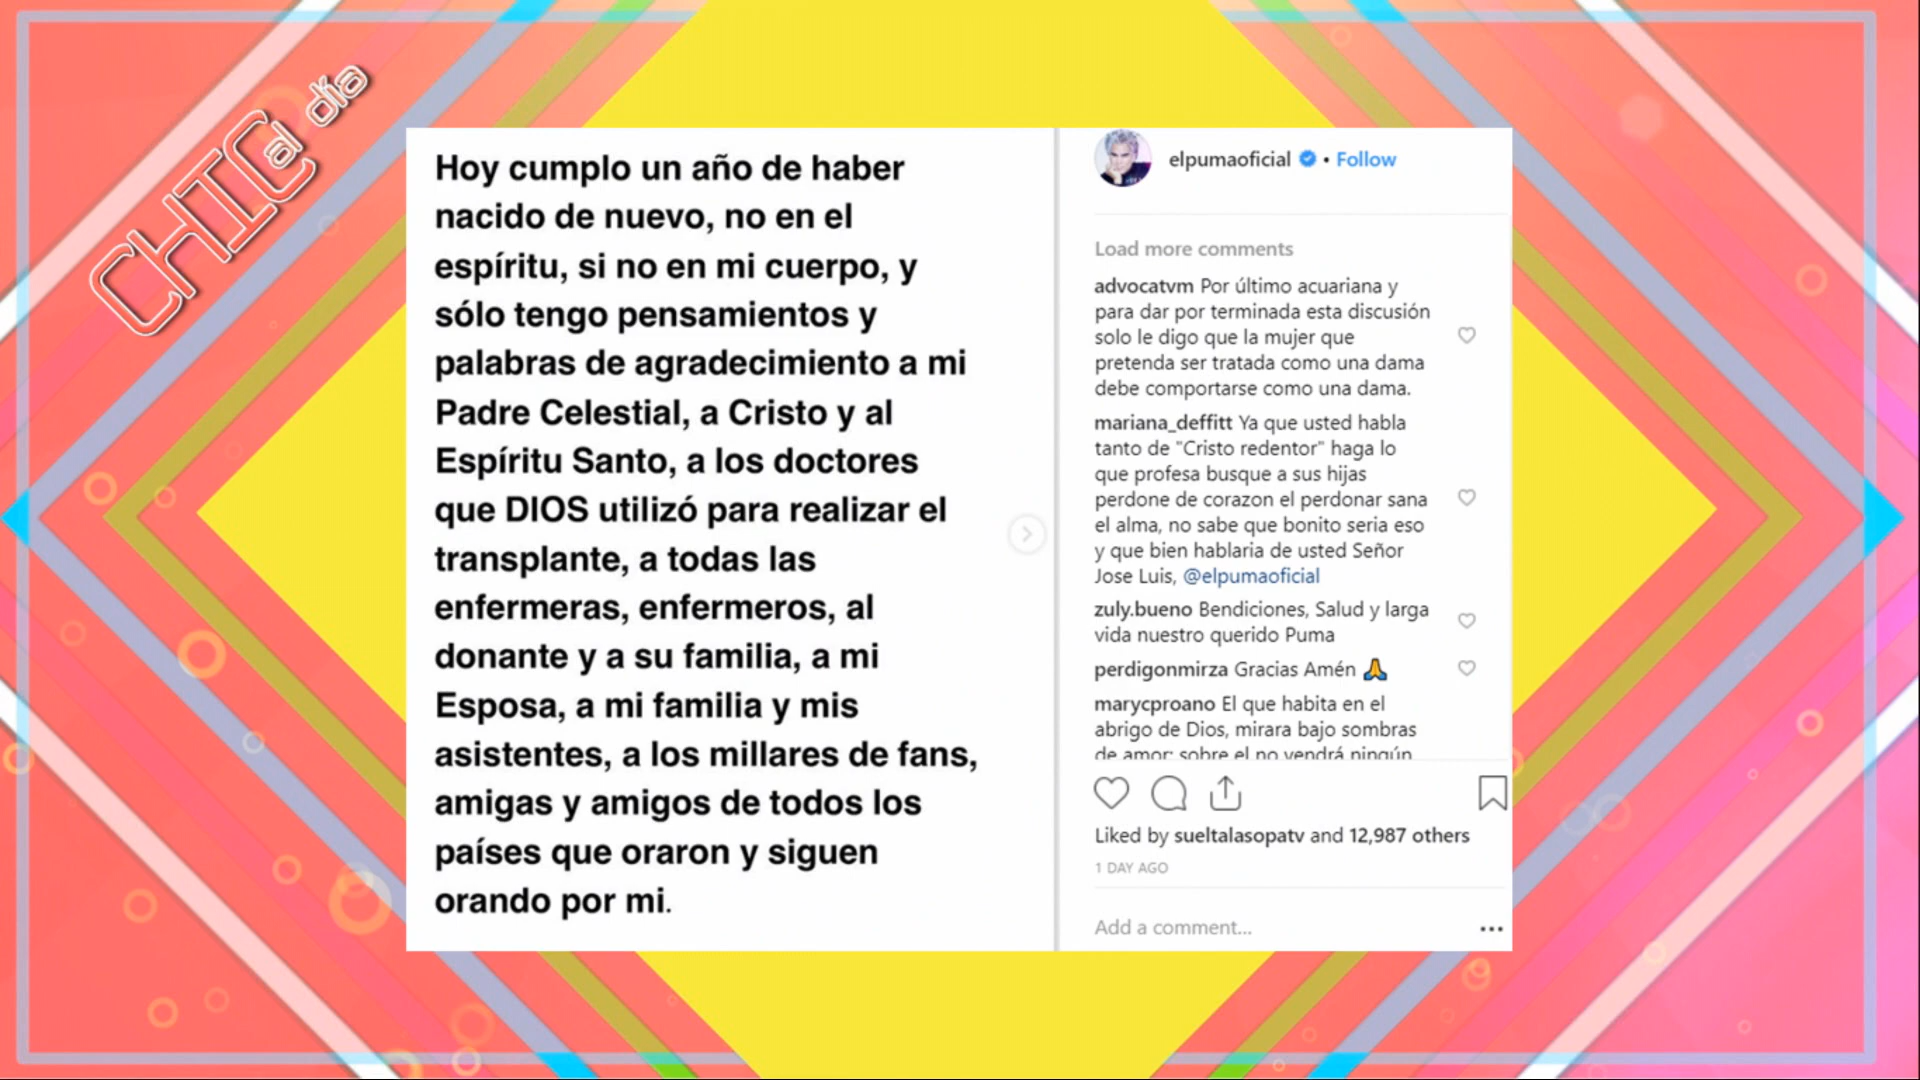 CHIC al día
Hoy cumplo un año de haber
nacido de nuevo, no en el
espíritu, si no en mi cuerpo, y
sólo tengo pensamientos y
palabras de agradecimiento a mi
Padre Celestial, a Cristo y al
Espíritu Santo, a los doctores
que DIOS utilizó para realizar el
transplante, a todas las
enfermeras, enfermeros, al
donante y a su familia, a mi
Esposa, a mi familia y mis
asistentes, a los millares de fans,
amigas y amigos de todos los
países que oraron y siguen
orando por mi.
elpumaoficial • Follow
Load more comments
advocatvm Por último acuariana y
para dar por terminada esta discusión
solo le digo que la mujer que
pretenda ser tratada como una dama
debe comportarse como una dama.
mariana_deffitt Ya que usted habla
tanto de "Cristo redentor" haga lo
que profesa busque a sus hijas
perdone de corazon el perdonar sana
el alma, no sabe que bonito seria eso
y que bien hablaria de usted Señor
Jose Luis, @elpumaoficial
zuly.bueno Bendiciones, Salud y larga
vida nuestro querido Puma
perdigonmirza Gracias Amén 🙏
marycproano El que habita en el
abrigo de Dios, mirara bajo sombras
de amor; sobre el no vendrá ningún
Liked by sueltalasopatv and 12,987 others
1 DAY AGO
Add a comment...